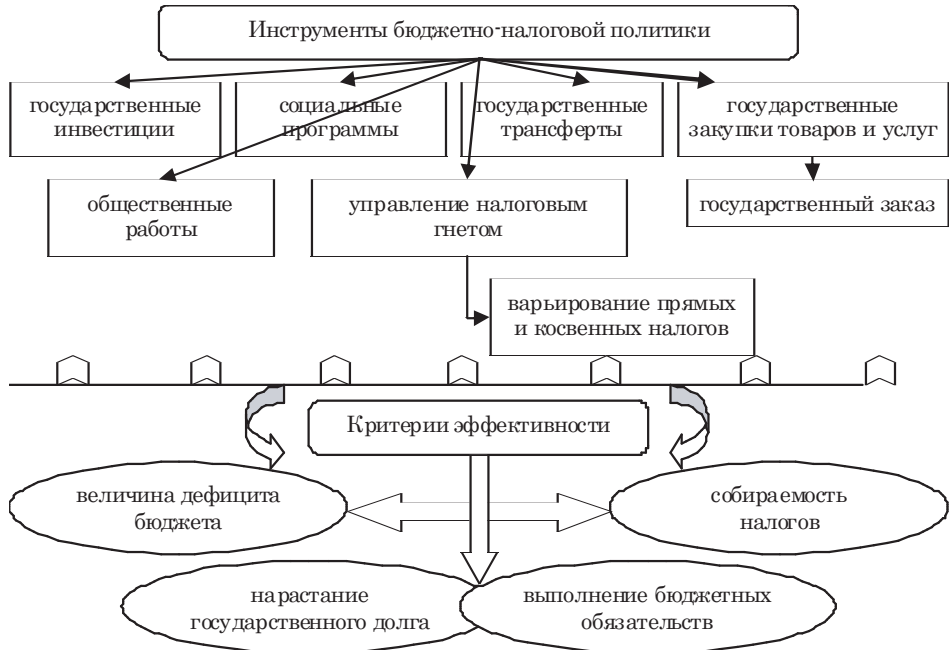 Инструменты бюджетно-налоговой политики
государственные
инвестиции
социальные
программы
государственные
трансферты
государственные
закупки товаров и услуг
общественные
работы
управление налоговым
гнетом
государственный заказ
варьирование прямых
и косвенных налогов
Критерии эффективности
величина дефицита
бюджета
собираемость
налогов
нарастание
государственного долга
выполнение бюджетных
обязательств